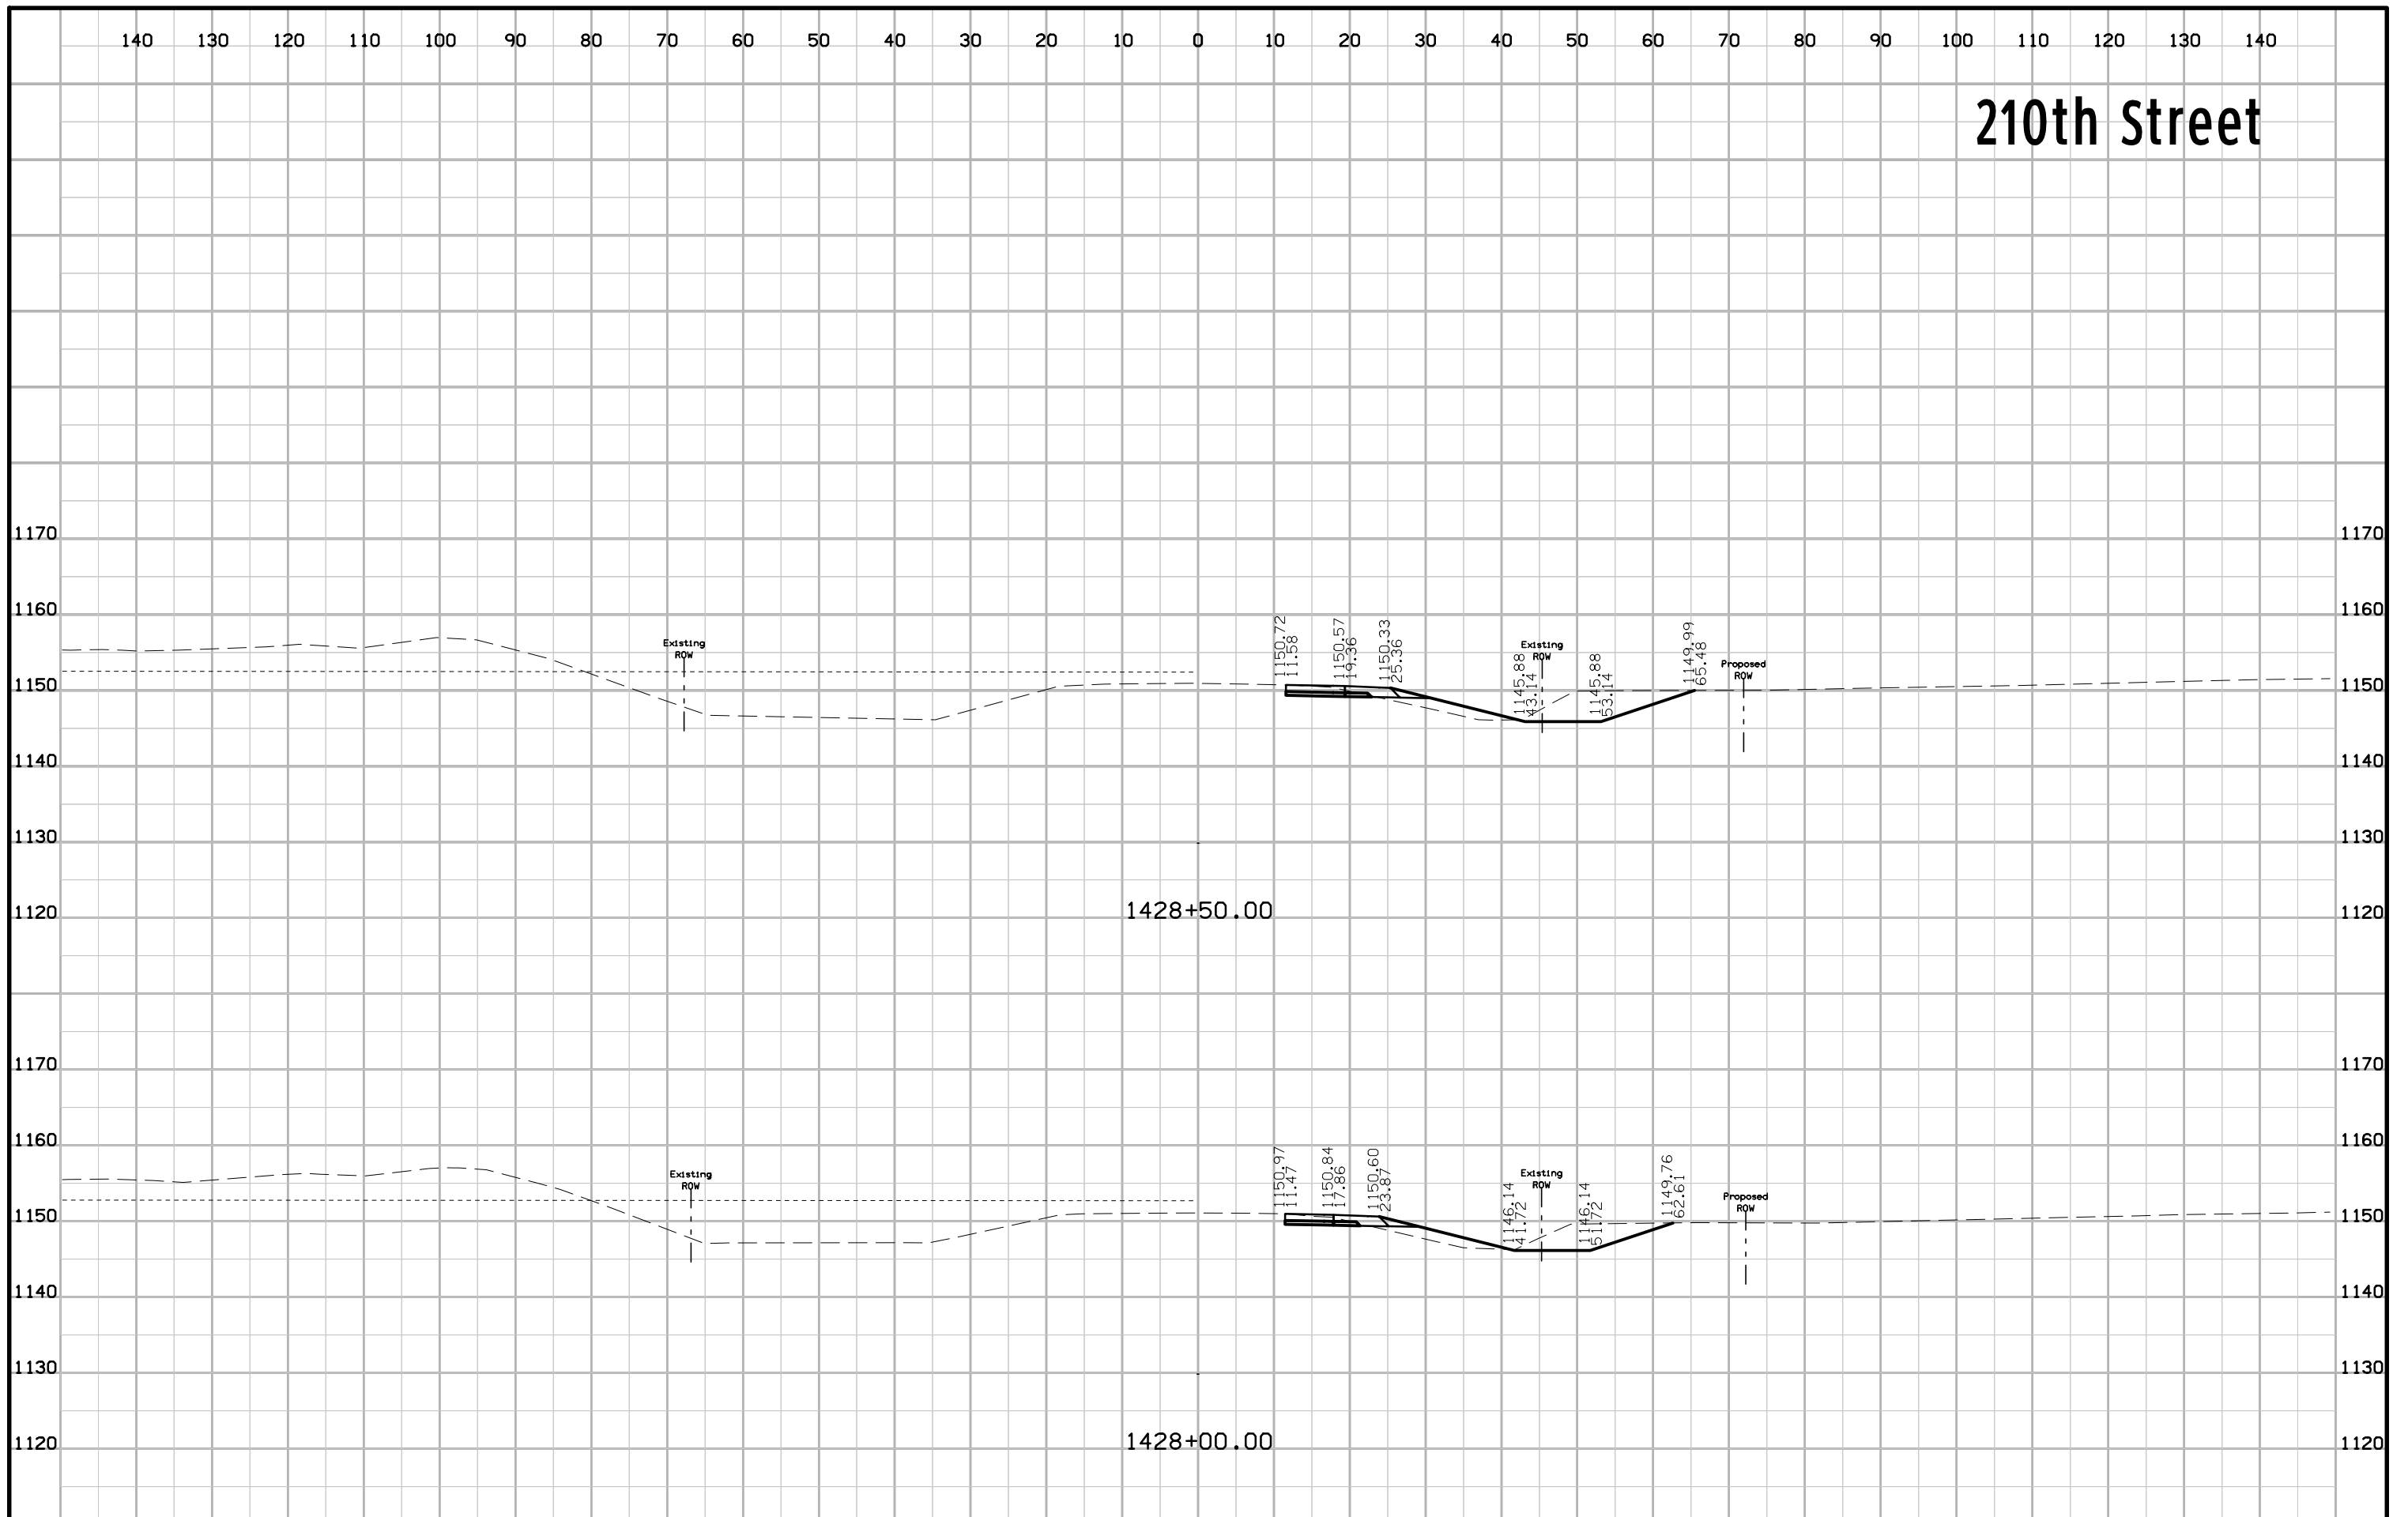 140 130 120 110 100 90 80 70 60 50 40 30 20 10 0 10 20 30 40 50 60 70 80 90 100 110 120 130 140
210th Street
1170 1170
1160 1160
1150.72
11.58
1150.57
19.36
1150.33
25.36
1145.88
43.14
1145.88
53.14
1149.99
65.48
Existing
ROW
Existing
ROW
Proposed
ROW
1150 1150
1140 1140
1130 1130
1120 1428+50.00 1120
1170 1170
1160 1160
1150.97
11.47
1150.84
17.86
1150.60
23.87
1146.14
41.72
1146.14
51.72
1149.76
62.61
Existing
ROW
Existing
ROW
Proposed
ROW
1150 1150
1140 1140
1130 1130
1120 1428+00.00 1120